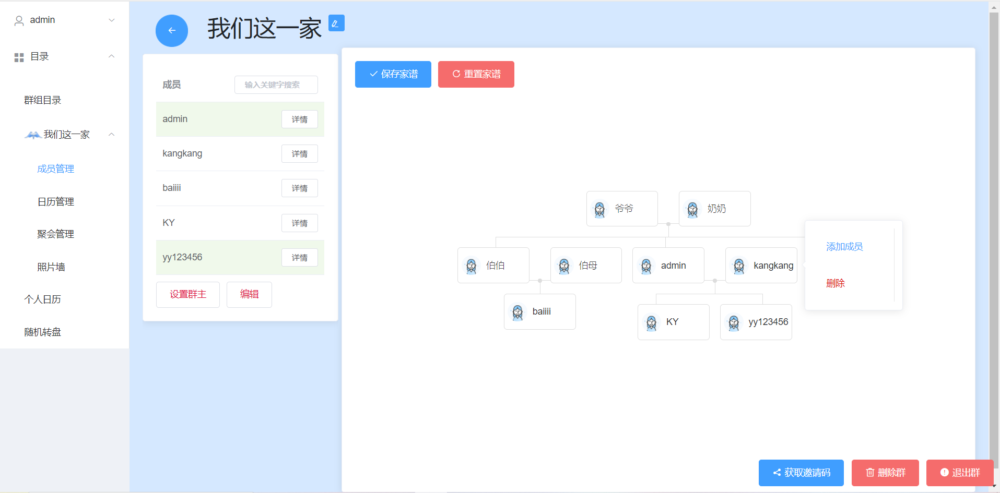 admin
目录
群组目录
我们这一家
成员管理
日历管理
聚会管理
照片墙
个人日历
随机转盘
我们这一家
成员
输入关键字搜索
admin 详情
kangkang 详情
baiiii 详情
KY 详情
yy123456 详情
设置群主 编辑
保存家谱 重置家谱
爷爷 奶奶
伯伯 伯母 admin kangkang
baiiii KY yy123456
添加成员
删除
获取邀请码 删除群 退出群